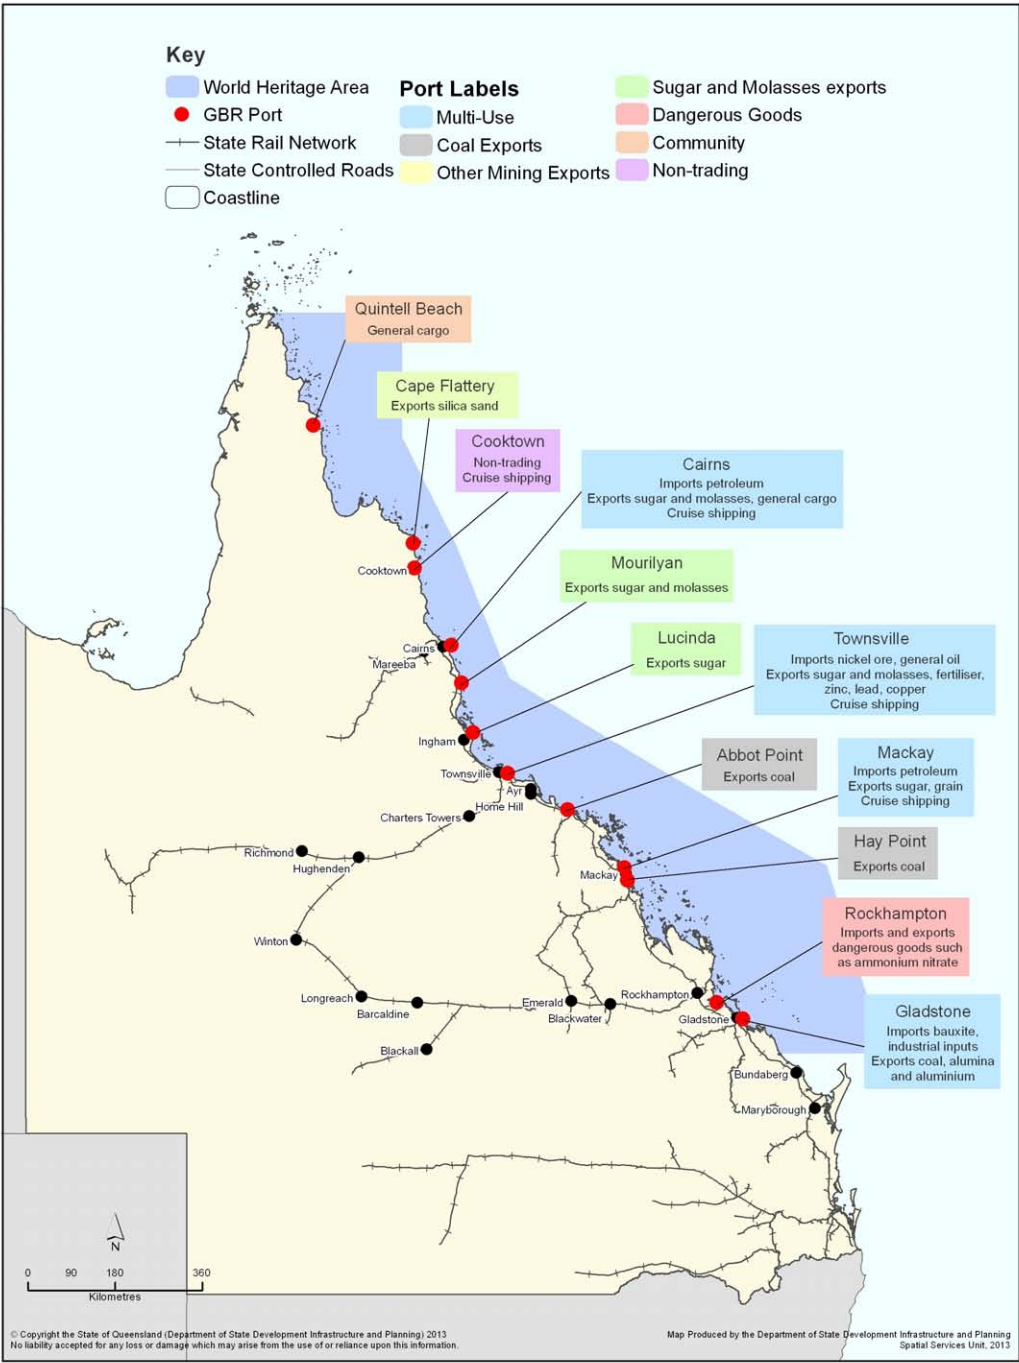 Key
World Heritage Area
GBR Port
State Rail Network
State Controlled Roads
Coastline
Port Labels
Multi-Use
Coal Exports
Other Mining Exports
Sugar and Molasses exports
Dangerous Goods
Community
Non-trading
Quintell Beach
General cargo
Cape Flattery
Exports silica sand
Cooktown
Non-trading
Cruise shipping
Cairns
Imports petroleum
Exports sugar and molasses, general cargo
Cruise shipping
Mourilyan
Exports sugar and molasses
Lucinda
Exports sugar
Townsville
Imports nickel ore, general oil
Exports sugar and molasses, fertiliser,
zinc, lead, copper
Cruise shipping
Abbot Point
Exports coal
Mackay
Imports petroleum
Exports sugar, grain
Cruise shipping
Hay Point
Exports coal
Rockhampton
Imports and exports
dangerous goods such
as ammonium nitrate
Gladstone
Imports bauxite,
industrial inputs
Exports coal, alumina
and aluminium
Cooktown
Cairns
Mareeba
Ingham
Townsville
Ayr
Home Hill
Charters Towers
Richmond
Hughenden
Mackay
Winton
Longreach
Barcaldine
Emerald
Blackwater
Rockhampton
Gladstone
Blackall
Bundaberg
Maryborough
N
0 90 180 360
Kilometres
© Copyright the State of Queensland (Department of State Development Infrastructure and Planning) 2013
No liability accepted for any loss or damage which may arise from the use of or reliance upon this information.
Map Produced by the Department of State Development Infrastructure and Planning
Spatial Services Unit, 2013